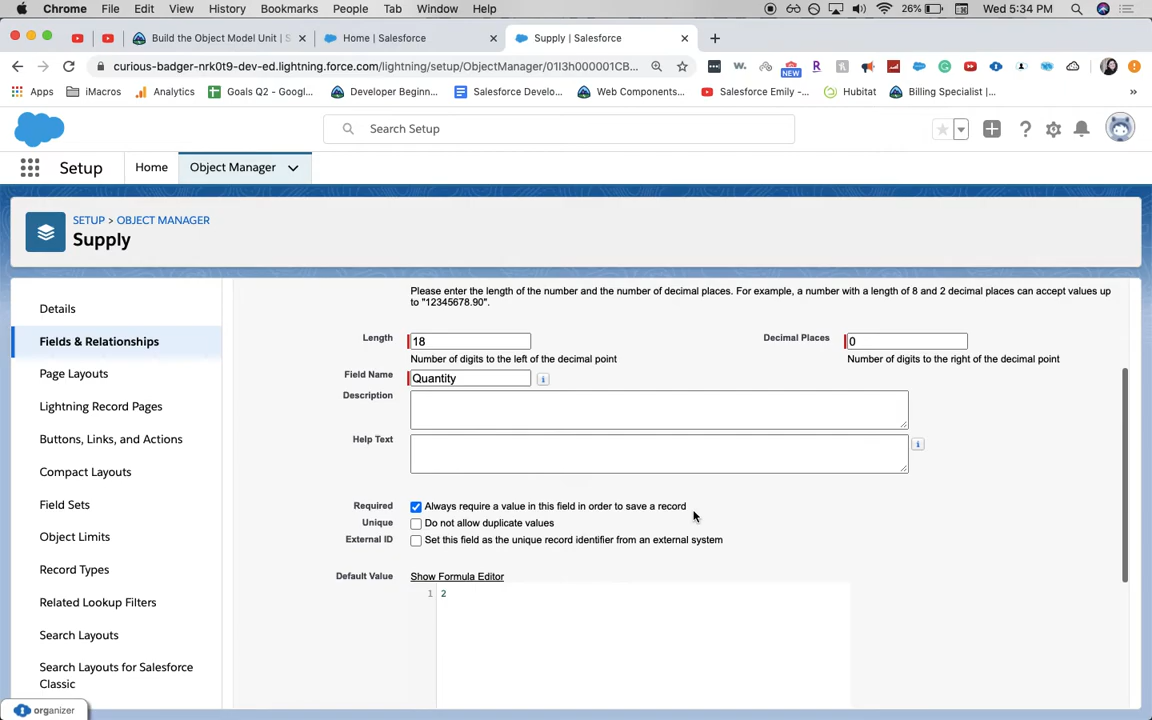 Chrome File Edit View History Bookmarks People Tab Window Help 26% Wed 5:34 PM
Build the Object Model Unit | S Home | Salesforce Supply | Salesforce
curious-badger-nrk0t9-dev-ed.lightning.force.com/lightning/setup/ObjectManager/01I3h000001CB...
NEW
Apps iMacros Analytics Goals Q2 - Googl... Developer Beginn... Salesforce Develo... Web Components... Salesforce Emily -... Hubitat Billing Specialist |... »
Search Setup
Setup Home Object Manager
SETUP > OBJECT MANAGER
Supply
Details
Fields & Relationships
Page Layouts
Lightning Record Pages
Buttons, Links, and Actions
Compact Layouts
Field Sets
Object Limits
Record Types
Related Lookup Filters
Search Layouts
Search Layouts for Salesforce
Classic
Please enter the length of the number and the number of decimal places. For example, a number with a length of 8 and 2 decimal places can accept values up
to "12345678.90".
Length 18 Decimal Places 0
Number of digits to the left of the decimal point Number of digits to the right of the decimal point
Field Name Quantity i
Description
Help Text i
Required Always require a value in this field in order to save a record
Unique Do not allow duplicate values
External ID Set this field as the unique record identifier from an external system
Default Value Show Formula Editor
1 2
organizer